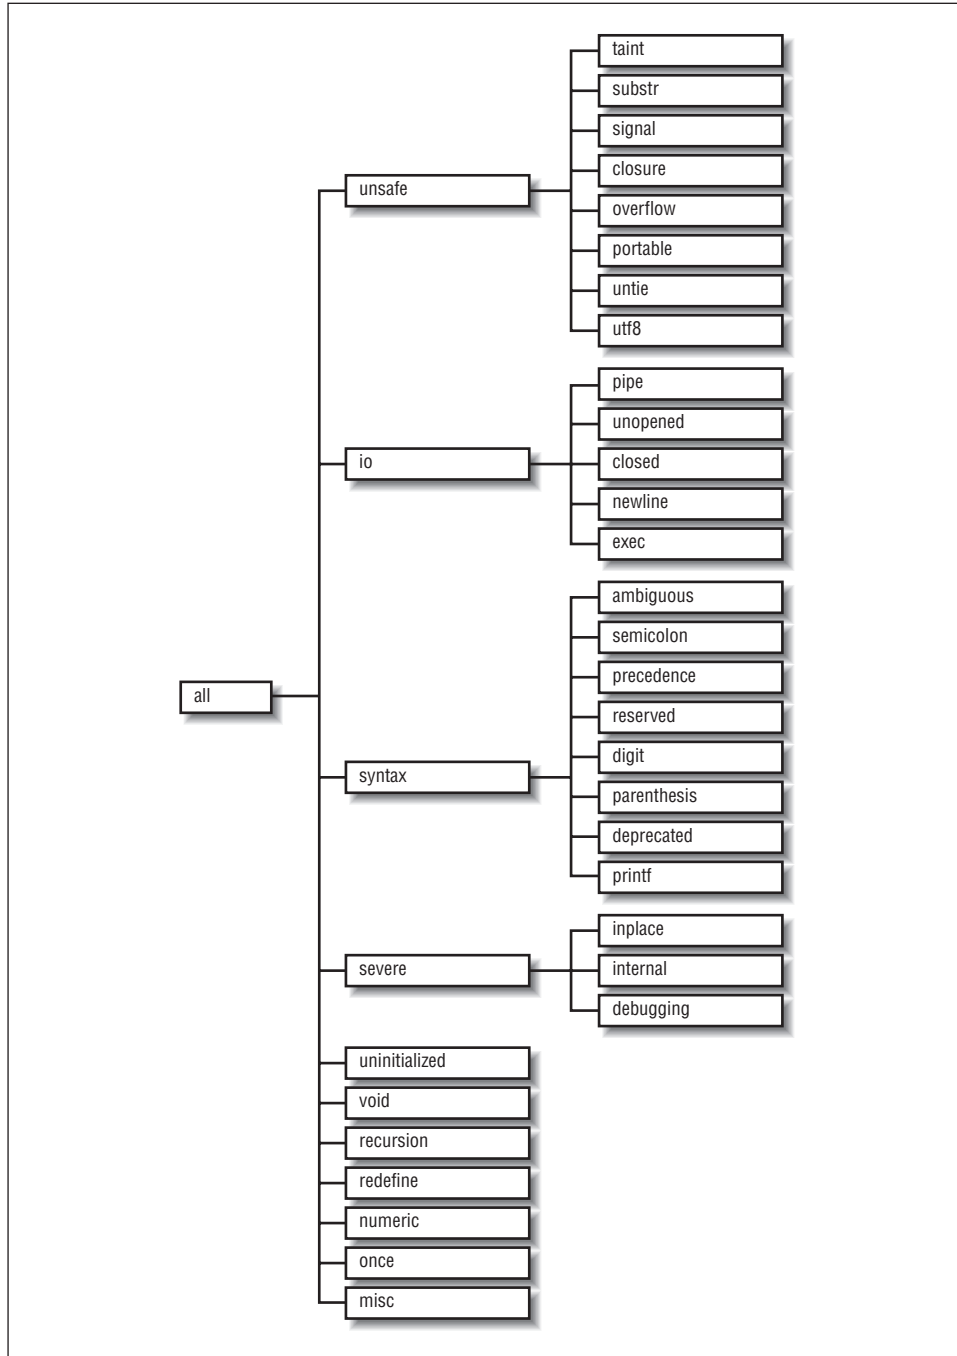 all
unsafe
taint
substr
signal
closure
overflow
portable
untie
utf8
io
pipe
unopened
closed
newline
exec
syntax
ambiguous
semicolon
precedence
reserved
digit
parenthesis
deprecated
printf
severe
inplace
internal
debugging
uninitialized
void
recursion
redefine
numeric
once
misc